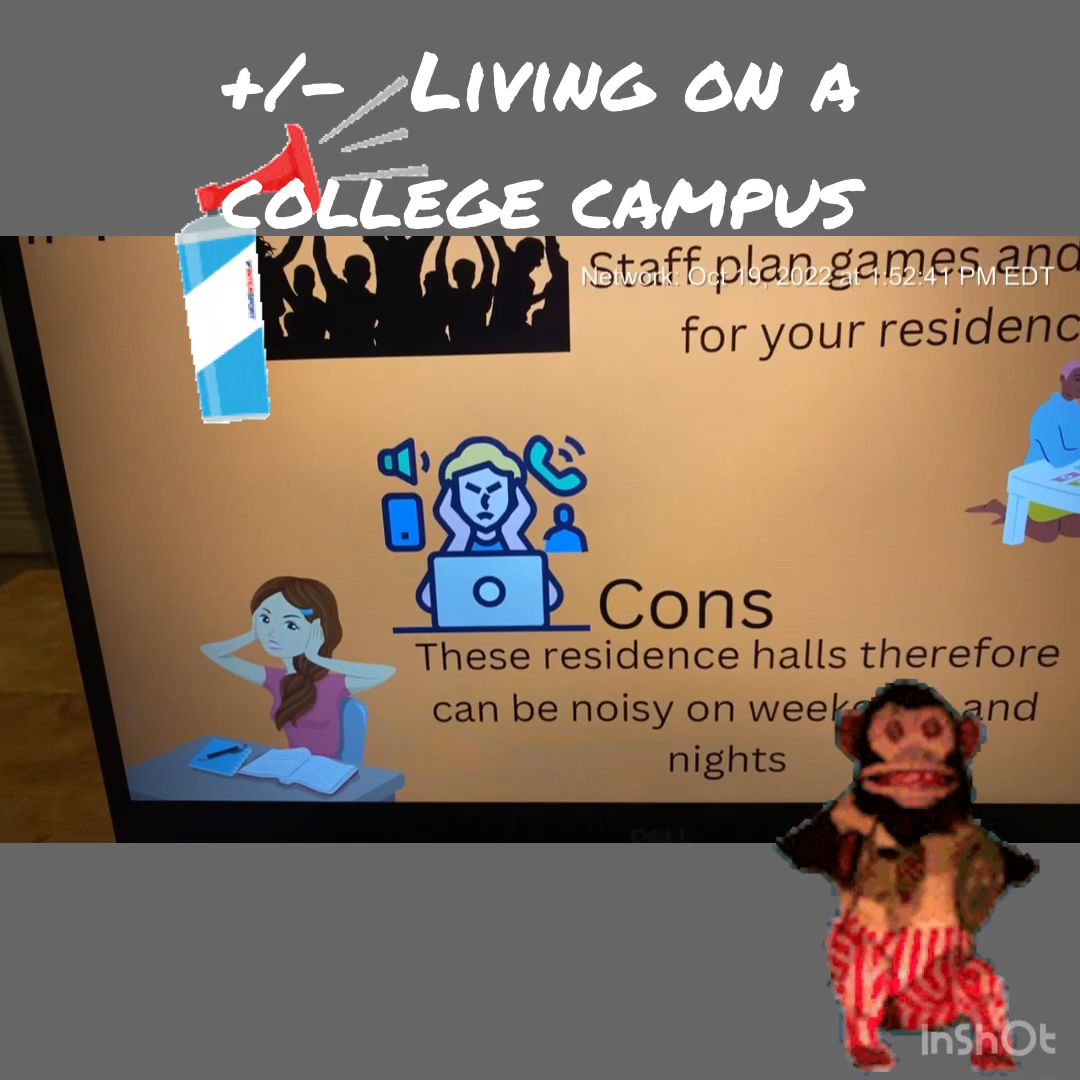 +/- Living on a
college campus
Staff plan games and
Network: Oct 19, 2022 at 1:52:41 PM EDT
for your residenc
Cons
These residence halls therefore
can be noisy on and
nights
DELL
InShOt